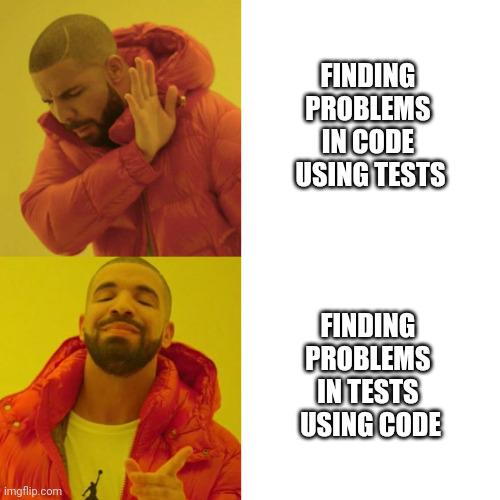 FINDING
PROBLEMS
IN CODE
USING TESTS
FINDING
PROBLEMS
IN TESTS
USING CODE
imgflip.com